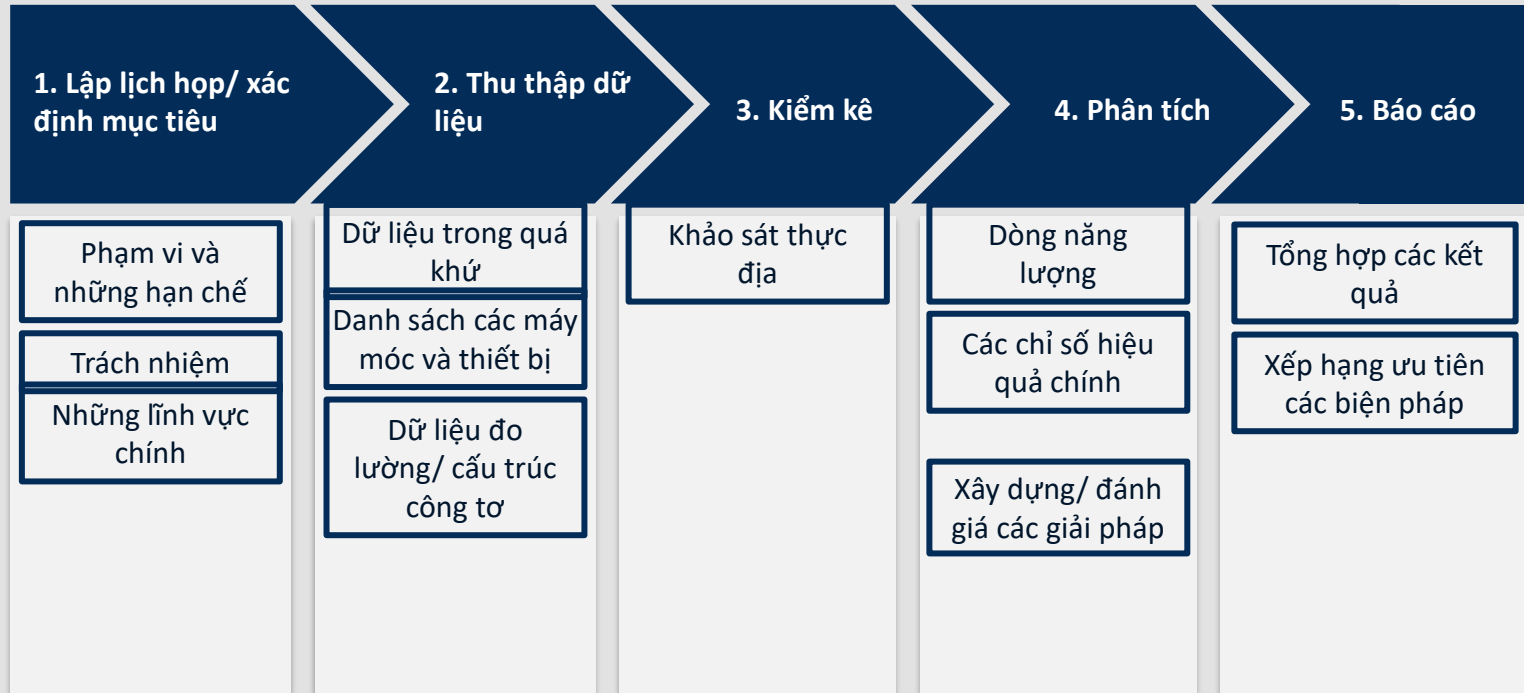 1. Lập lịch họp/ xác
định mục tiêu
2. Thu thập dữ
liệu
3. Kiểm kê
4. Phân tích
5. Báo cáo
Phạm vi và
những hạn chế
Trách nhiệm
Những lĩnh vực
chính
Dữ liệu trong quá
khứ
Danh sách các máy
móc và thiết bị
Dữ liệu đo
lường/ cấu trúc
công tơ
Khảo sát thực
địa
Dòng năng
lượng
Các chỉ số hiệu
quả chính
Xây dựng/ đánh
giá các giải pháp
Tổng hợp các kết
quả
Xếp hạng ưu tiên
các biện pháp